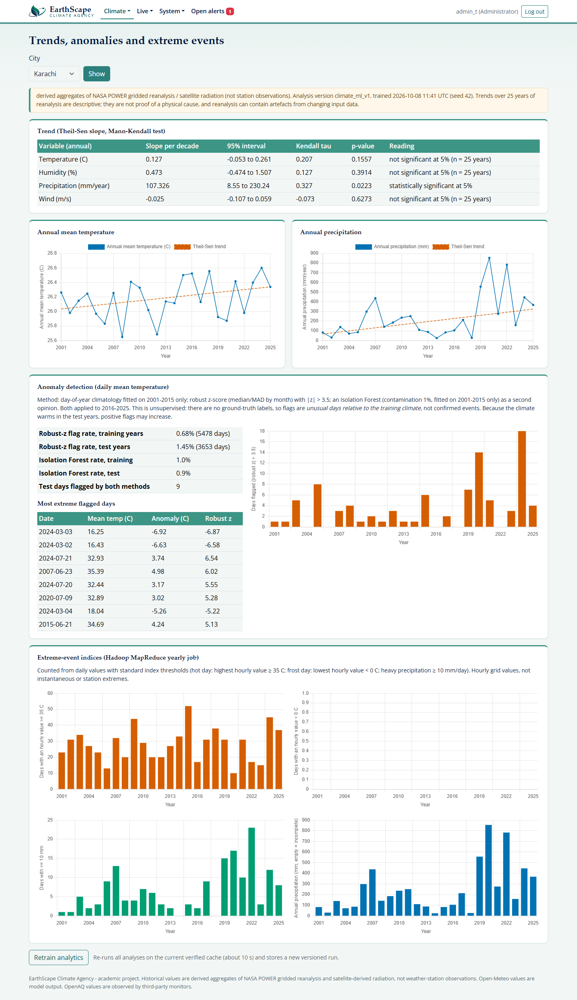 EarthScape
CLIMATE AGENCY
Climate Live System Open alerts 1
admin_t (Administrator) Log out
Trends, anomalies and extreme events
City
Karachi Show
derived aggregates of NASA POWER gridded reanalysis / satellite radiation (not station observations). Analysis version climate_ml_v1, trained 2026-10-08 11:41 UTC (seed 42). Trends over 25 years of
reanalysis are descriptive; they are not proof of a physical cause, and reanalysis can contain artefacts from changing input data.
Trend (Theil-Sen slope, Mann-Kendall test)
Variable (annual) Slope per decade 95% interval Kendall tau p-value Reading
Temperature (C) 0.127 -0.053 to 0.261 0.207 0.1557 not significant at 5% (n = 25 years)
Humidity (%) 0.473 -0.474 to 1.507 0.127 0.3914 not significant at 5% (n = 25 years)
Precipitation (mm/year) 107.326 8.55 to 230.24 0.327 0.0223 statistically significant at 5%
Wind (m/s) -0.025 -0.107 to 0.059 -0.073 0.6273 not significant at 5% (n = 25 years)
Annual mean temperature
Annual mean temperature (C) Theil-Sen trend
Annual mean temperature (C)
26.8
26.6
26.4
26.2
26.0
25.8
25.6
2001 2004 2007 2010 2013 2016 2019 2022 2025
Year
Annual precipitation
Annual precipitation (mm) Theil-Sen trend
Annual precipitation (mm/year)
900
800
700
600
500
400
300
200
100
0
2001 2004 2007 2010 2013 2016 2019 2022 2025
Year
Anomaly detection (daily mean temperature)
Method: day-of-year climatology fitted on 2001-2015 only; robust z-score (median/MAD by month) with |z| > 3.5; an Isolation Forest (contamination 1%, fitted on 2001-2015 only) as a second
opinion. Both applied to 2016-2025. This is unsupervised: there are no ground-truth labels, so flags are unusual days relative to the training climate, not confirmed events. Because the climate
warms in the test years, positive flags may increase.
Robust-z flag rate, training years 0.68% (5478 days)
Robust-z flag rate, test years 1.45% (3653 days)
Isolation Forest rate, training 1.0%
Isolation Forest rate, test 0.9%
Test days flagged by both methods 9
Most extreme flagged days
Date Mean temp (C) Anomaly (C) Robust z
2024-03-03 16.25 -6.92 -6.87
2024-03-02 16.43 -6.63 -6.58
2024-07-21 32.93 3.74 6.54
2007-06-23 35.39 4.98 6.02
2024-07-20 32.44 3.17 5.55
2020-07-09 32.89 3.02 5.28
2024-03-04 18.04 -5.26 -5.22
2015-06-21 34.69 4.24 5.13
Days flagged (|robust z| > 3.5)
18
16
14
12
10
8
6
4
2
0
2001 2004 2007 2010 2013 2016 2019 2022 2025
Year
Extreme-event indices (Hadoop MapReduce yearly job)
Counted from daily values with standard index thresholds (hot day: highest hourly value ≥ 35 C; frost day: lowest hourly value < 0 C; heavy precipitation ≥ 10 mm/day). Hourly grid values, not
instantaneous or station extremes.
Days with an hourly value >= 35 C
60
50
40
30
20
10
0
2001 2004 2007 2010 2013 2016 2019 2022 2025
Year
Days with an hourly value < 0 C
1.0
0.9
0.8
0.7
0.6
0.5
0.4
0.3
0.2
0.1
0
2001 2004 2007 2010 2013 2016 2019 2022 2025
Year
Days with >= 10 mm
25
20
15
10
5
0
2001 2004 2007 2010 2013 2016 2019 2022 2025
Year
Annual precipitation (mm; empty = incomplete)
900
800
700
600
500
400
300
200
100
0
2001 2004 2007 2010 2013 2016 2019 2022 2025
Year
Retrain analytics Re-runs all analyses on the current verified cache (about 10 s) and stores a new versioned run.
EarthScape Climate Agency - academic project. Historical values are derived aggregates of NASA POWER gridded reanalysis and satellite-derived radiation, not weather-station observations. Open-Meteo values are
model output. OpenAQ values are observed by third-party monitors.